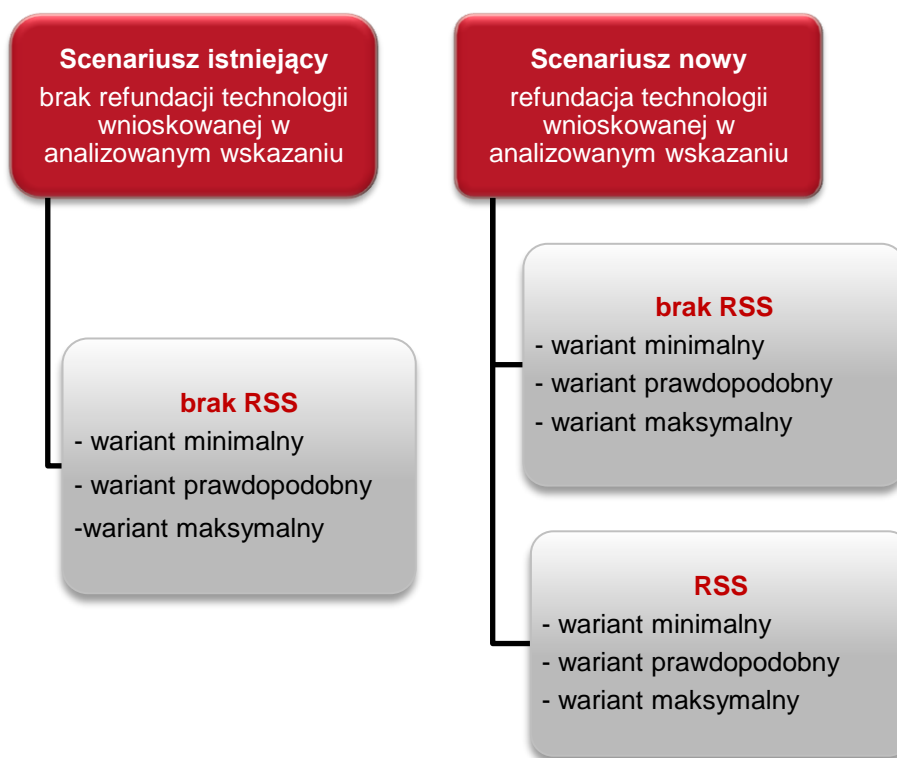 Scenariusz istniejący
brak refundacji technologii
wnioskowanej w
analizowanym wskazaniu
brak RSS
- wariant minimalny
- wariant prawdopodobny
-wariant maksymalny
Scenariusz nowy
refundacja technologii
wnioskowanej w
analizowanym wskazaniu
brak RSS
- wariant minimalny
- wariant prawdopodobny
- wariant maksymalny
RSS
- wariant minimalny
- wariant prawdopodobny
- wariant maksymalny